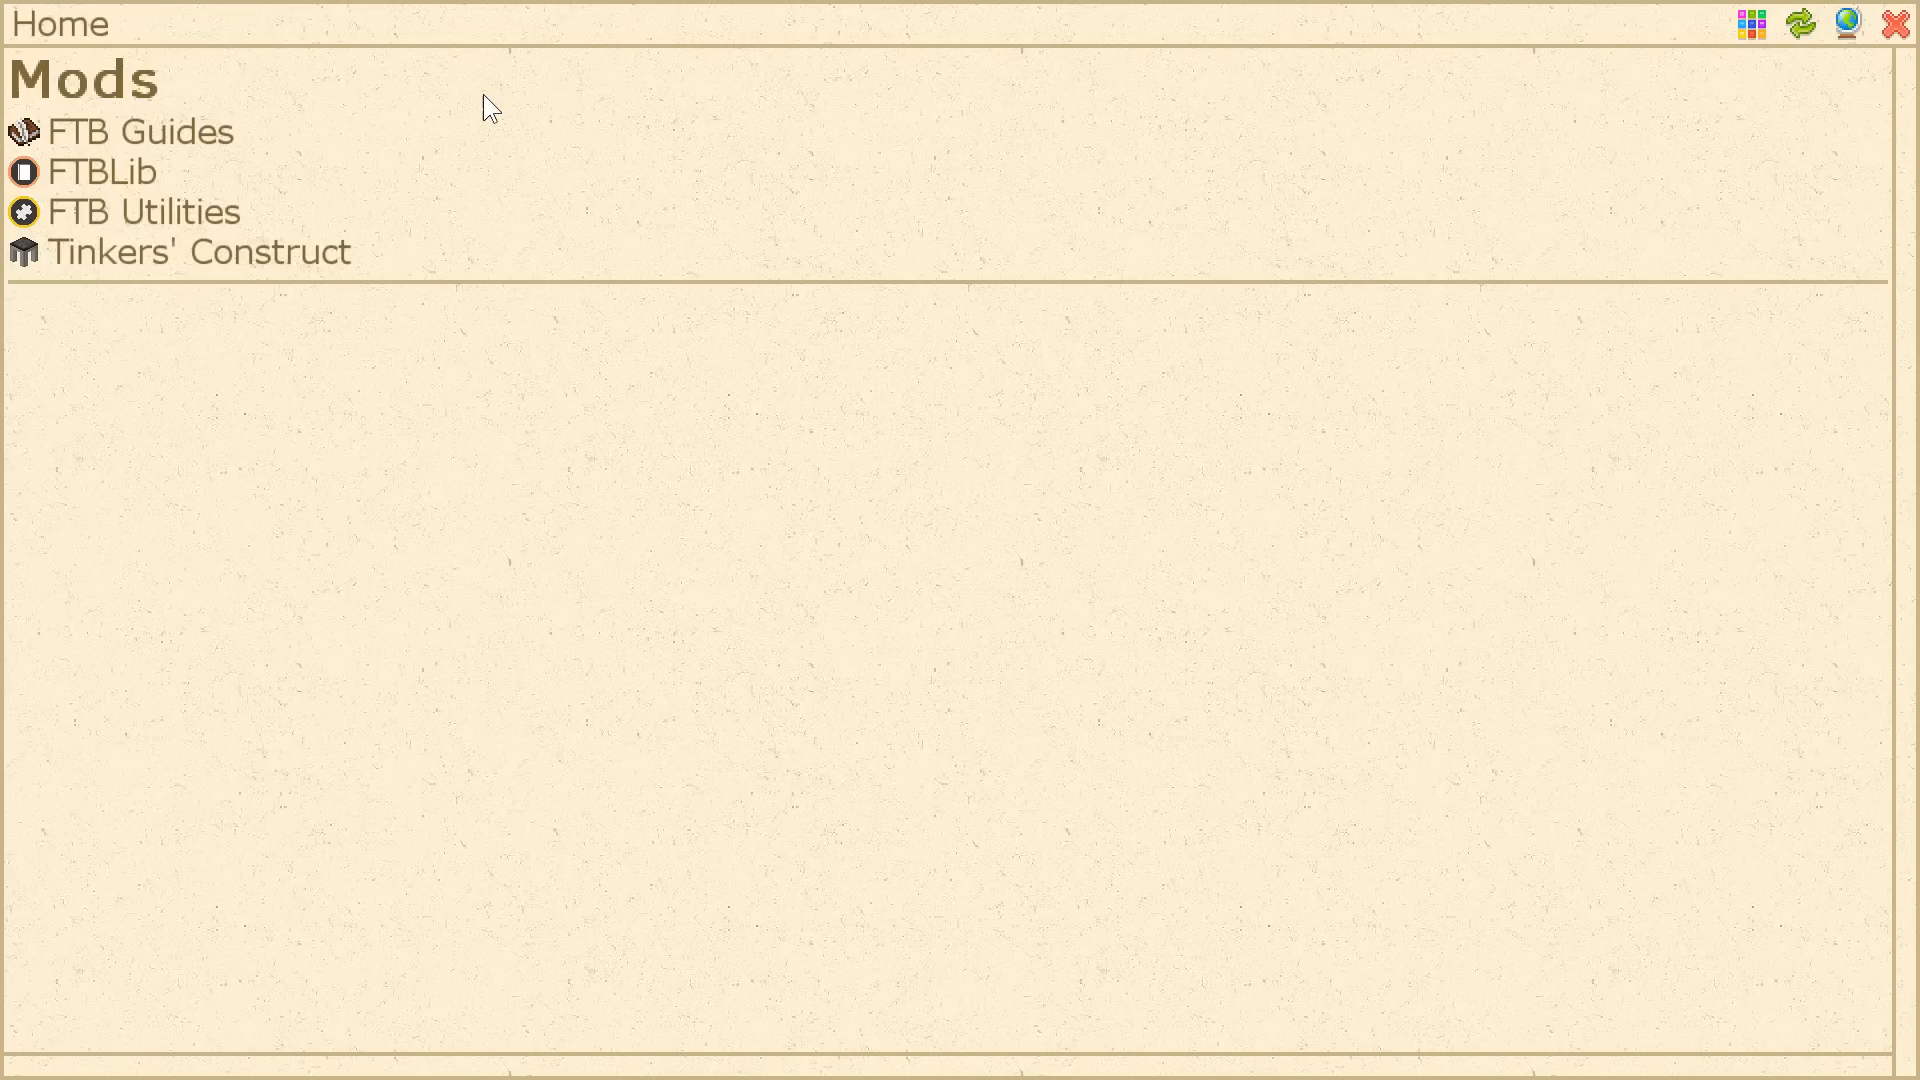 Home
Mods
FTB Guides
FTBLib
FTB Utilities
Tinkers' Construct